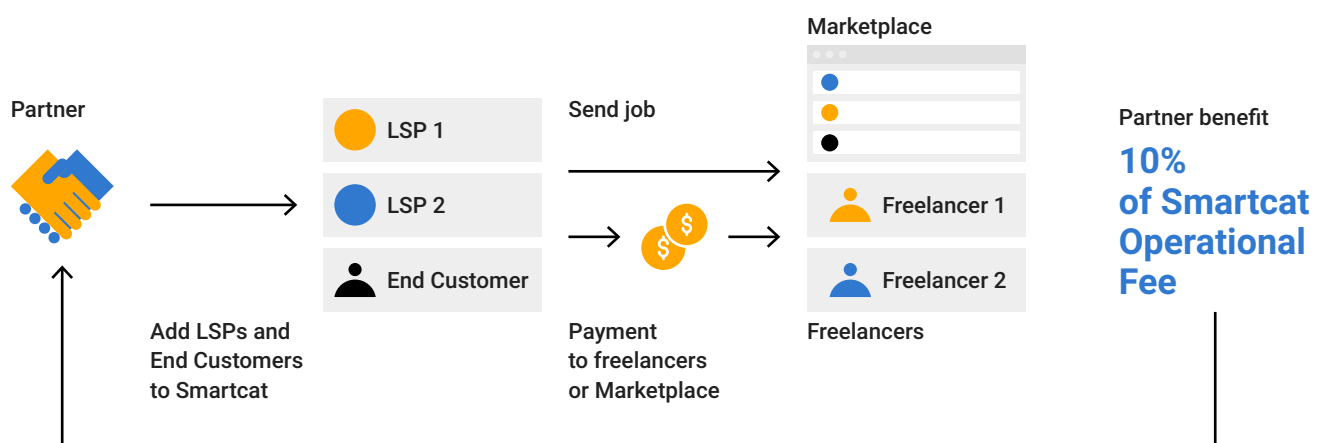 Partner
Add LSPs and
End Customers
to Smartcat
LSP 1
LSP 2
End Customer
Send job
$
$
Payment
to freelancers
or Marketplace
Marketplace
Freelancer 1
Freelancer 2
Freelancers
Partner benefit
10%
of Smartcat
Operational
Fee